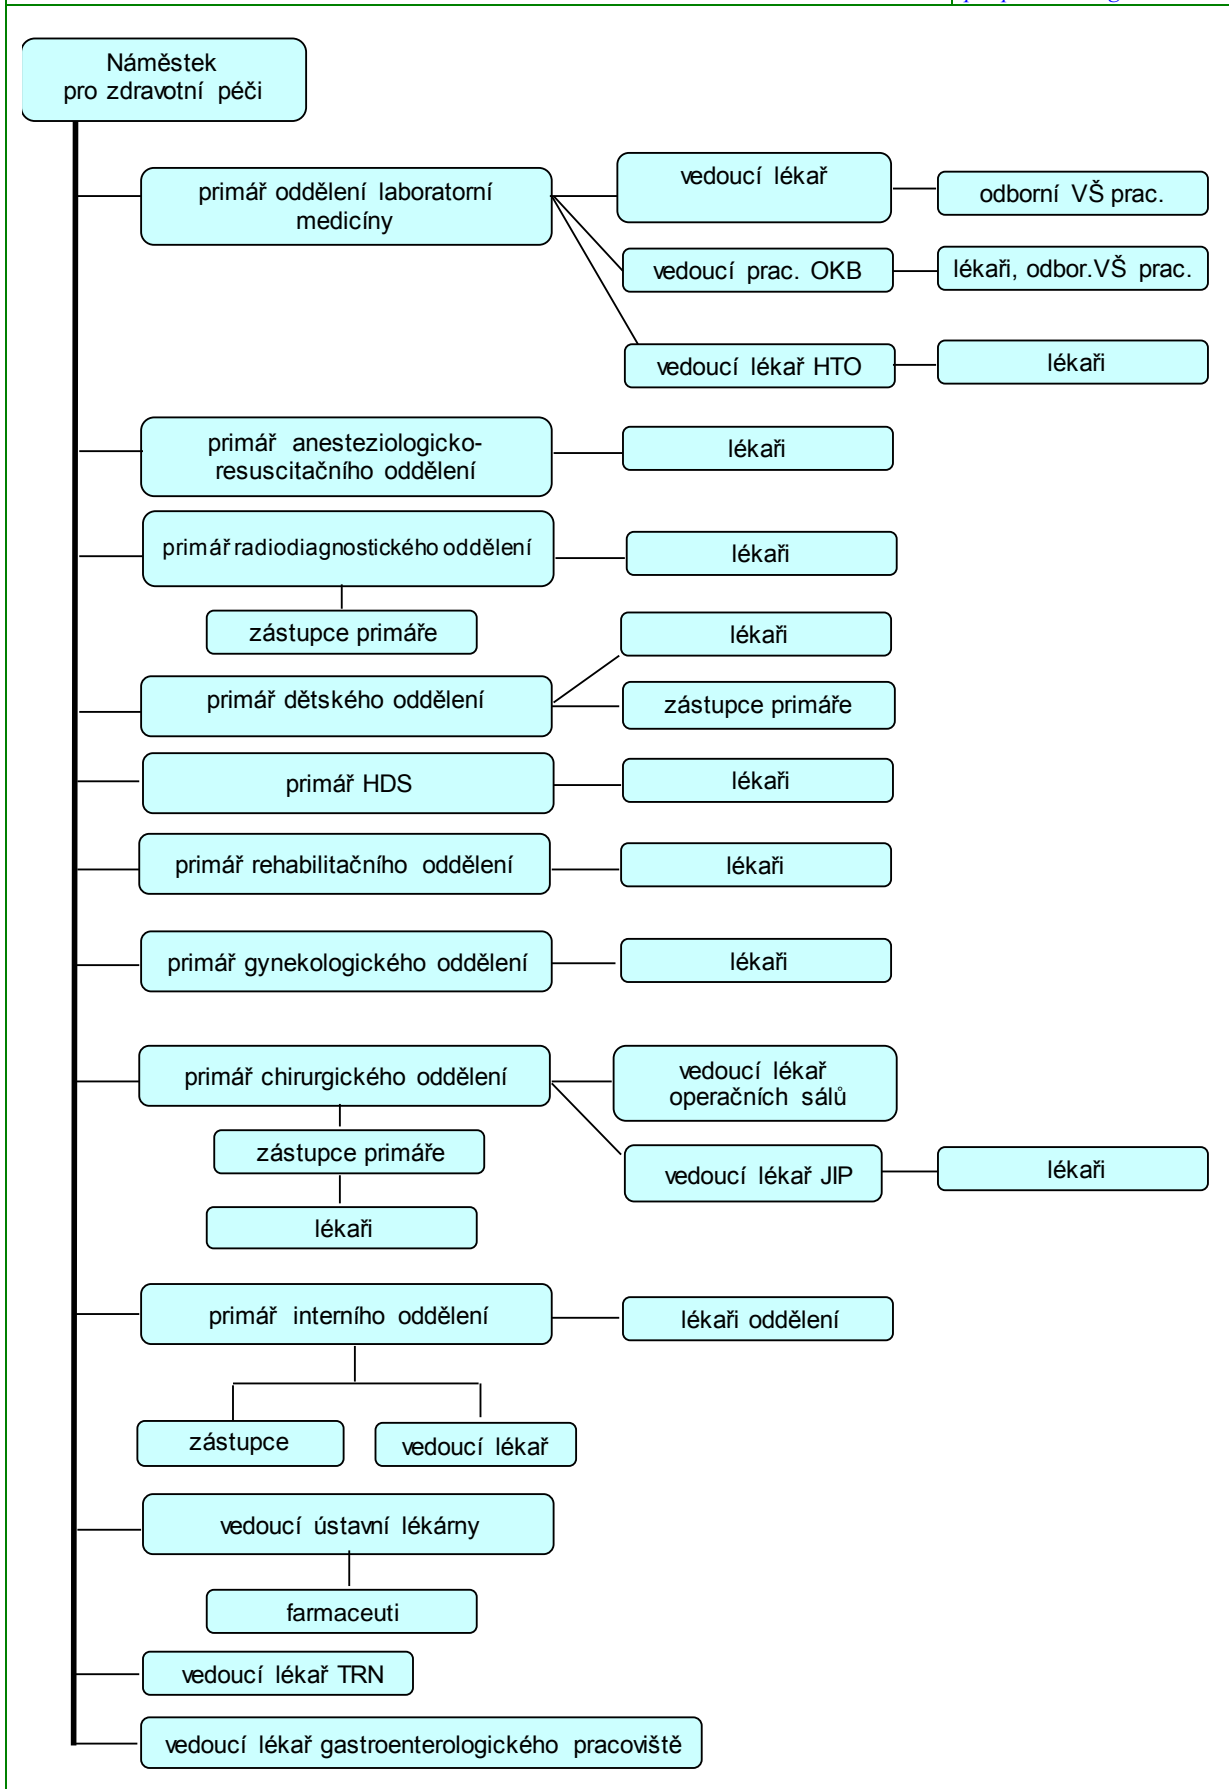 Náměstek
pro zdravotní péči
primář oddělení laboratorní
medicíny
vedoucí lékař
odborní VŠ prac.
vedoucí prac. OKB
lékaři, odbor.VŠ prac.
vedoucí lékař HTO
lékaři
primář anesteziologicko-
resuscitačního oddělení
lékaři
primář radiodiagnostického oddělení
lékaři
zástupce primáře
lékaři
primář dětského oddělení
zástupce primáře
primář HDS
lékaři
primář rehabilitačního oddělení
lékaři
primář gynekologického oddělení
lékaři
primář chirurgického oddělení
vedoucí lékař
operačních sálů
zástupce primáře
vedoucí lékař JIP
lékaři
lékaři
primář interního oddělení
lékaři oddělení
zástupce
vedoucí lékař
vedoucí ústavní lékárny
farmaceuti
vedoucí lékař TRN
vedoucí lékař gastroenterologického pracoviště